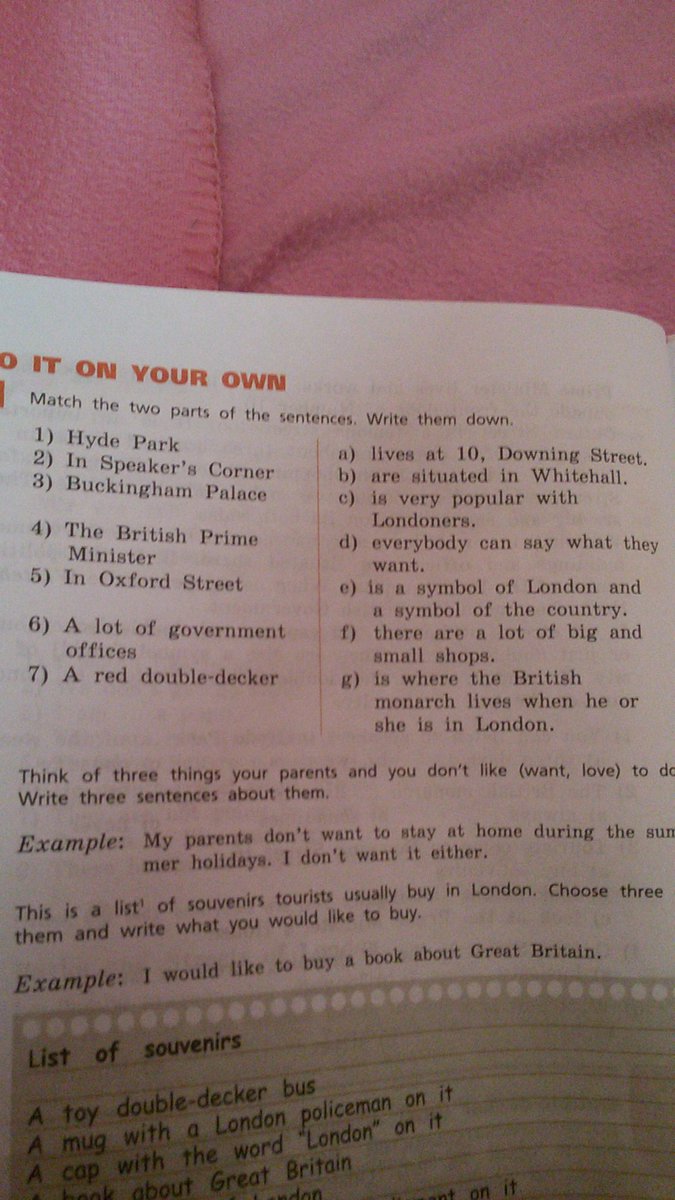 O IT ON YOUR OWN
Match the two parts of the sentences. Write them down.
1) Hyde Park
2) In Speaker's Corner
3) Buckingham Palace
4) The British Prime
Minister
5) In Oxford Street
6) A lot of government
offices
7) A red double-decker
a) lives at 10, Downing Street.
b) are situated in Whitehall.
c) is very popular with
Londoners.
d) everybody can say what they
want.
e) is a symbol of London and
a symbol of the country.
f) there are a lot of big and
small shops.
g) is where the British
monarch lives when he or
she is in London.
Think of three things your parents and you don't like (want, love) to do
Write three sentences about them.
Example: My parents don't want to stay at home during the sum
mer holidays. I don't want it either.
This is a list¹ of souvenirs tourists usually buy in London. Choose three
them and write what you would like to buy.
Example: I would like to buy a book about Great Britain.
List of souvenirs
A toy double-decker bus
A mug with a London policeman on it
A cap with the word "London" on it
A book about Great Britain
on it